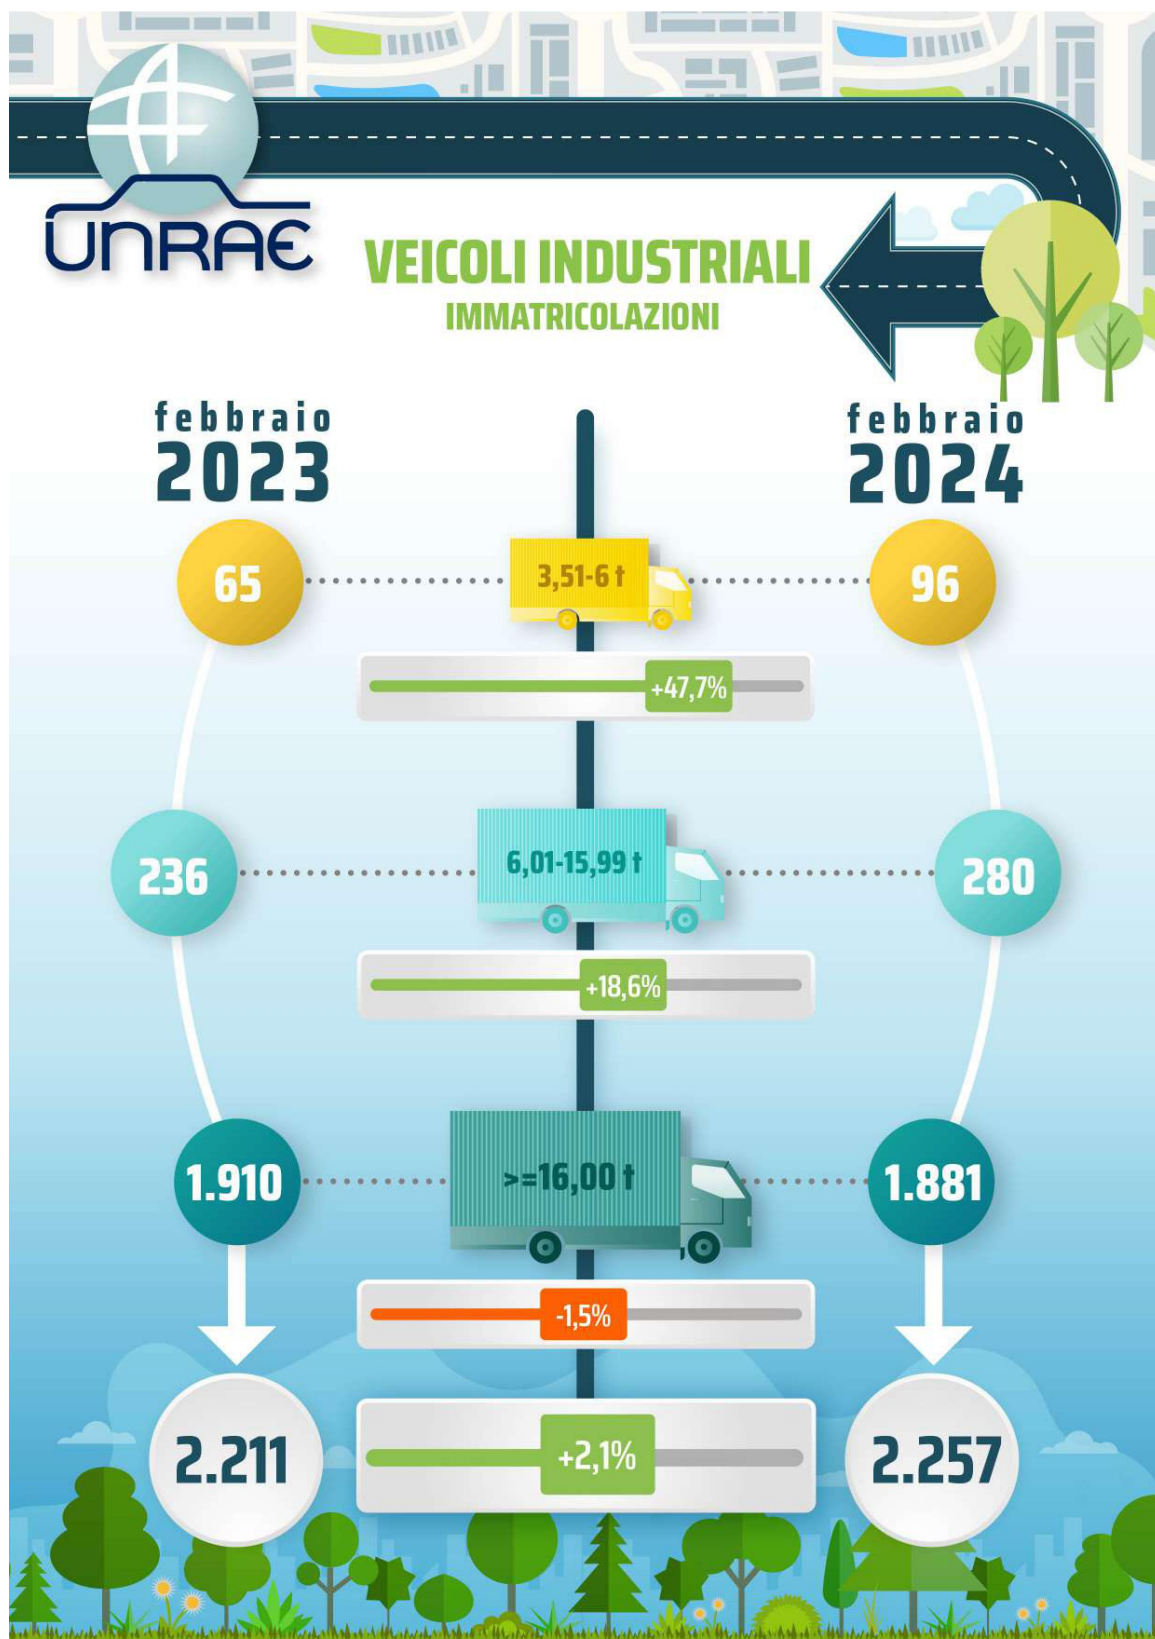 UNRAE
VEICOLI INDUSTRIALI
IMMATRICOLAZIONI
febbraio
2023
febbraio
2024
65
3,51-6 t
96
+47,7%
236
6,01-15,99 t
280
+18,6%
1.910
>=16,00 t
1.881
-1,5%
2.211
+2,1%
2.257